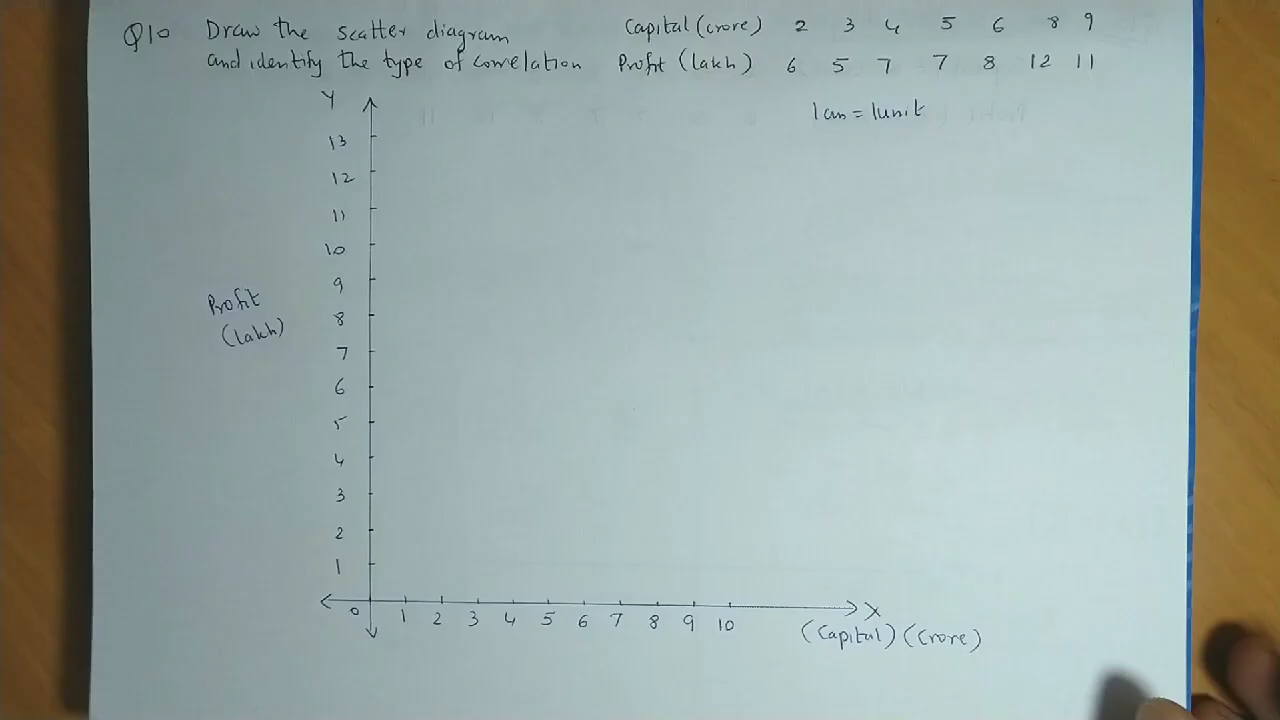 Q10 Draw the scatter diagram
and identify the type of correlation
Capital (crore) 2 3 4 5 6 8 9
Profit (lakh) 6 5 7 7 8 12 11
1cm = 1unit
Y
13
12
11
10
9
8
7
6
5
4
3
2
1
Profit
(lakh)
0 1 2 3 4 5 6 7 8 9 10
X
(Capital) (Crore)